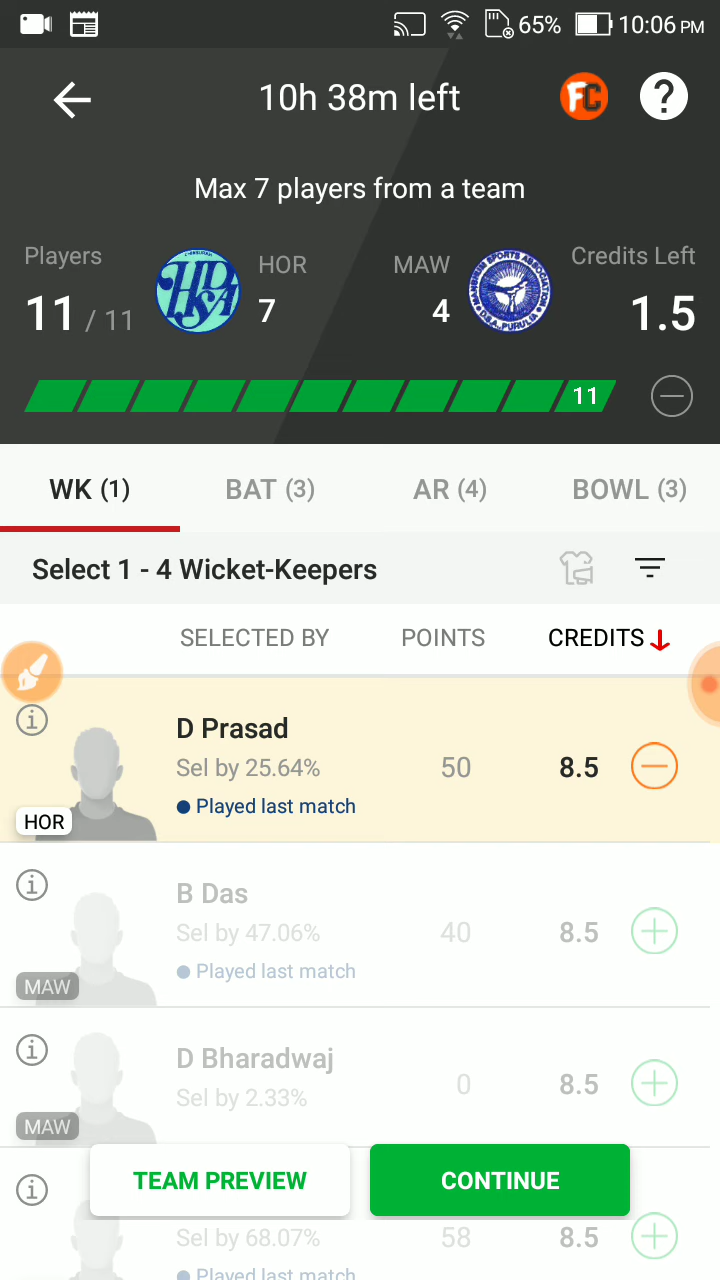 65% 10:06 PM
10h 38m left
FC
?
Max 7 players from a team
Players
11 / 11
HOR
7
MAW
4
Credits Left
1.5
11
WK (1) BAT (3) AR (4) BOWL (3)
Select 1 - 4 Wicket-Keepers
SELECTED BY POINTS CREDITS
D Prasad
Sel by 25.64% 50 8.5
Played last match
HOR
B Das
Sel by 47.06% 40 8.5
Played last match
MAW
D Bharadwaj
Sel by 2.33% 0 8.5
MAW
TEAM PREVIEW CONTINUE
Sel by 68.07% 58 8.5
Played last match